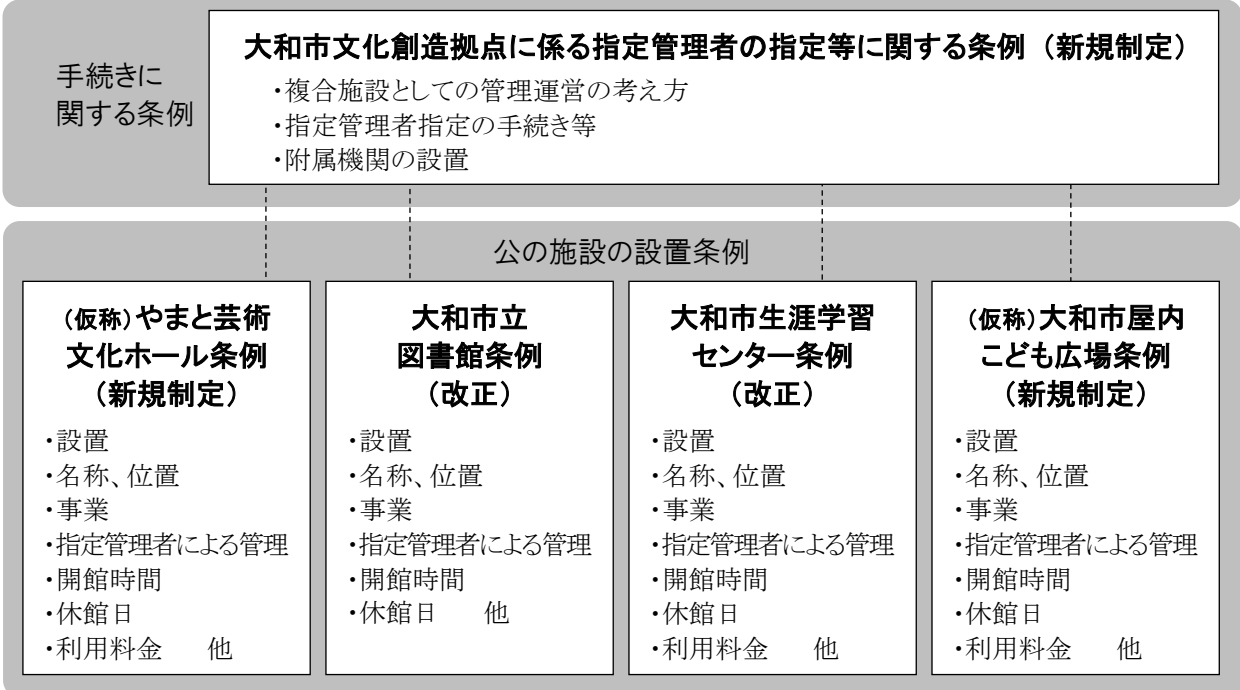 手続きに
関する条例
大和市文化創造拠点に係る指定管理者の指定等に関する条例（新規制定）
・複合施設としての管理運営の考え方
・指定管理者指定の手続き等
・附属機関の設置
公の施設の設置条例
（仮称）やまと芸術
文化ホール条例
（新規制定）
・設置
・名称、位置
・事業
・指定管理者による管理
・開館時間
・休館日
・利用料金　他
大和市立
図書館条例
（改正）
・設置
・名称、位置
・事業
・指定管理者による管理
・開館時間
・休館日　他
大和市生涯学習
センター条例
（改正）
・設置
・名称、位置
・事業
・指定管理者による管理
・開館時間
・休館日
・利用料金　他
（仮称）大和市屋内
こども広場条例
（新規制定）
・設置
・名称、位置
・事業
・指定管理者による管理
・開館時間
・休館日
・利用料金　他